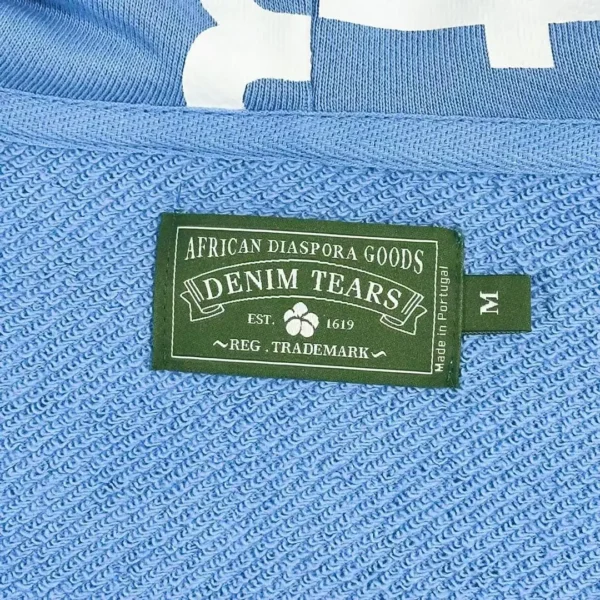 AFRICAN DIASPORA GOODS
DENIM TEARS
EST. 1619
~REG . TRADEMARK~
Made in Portugal
M